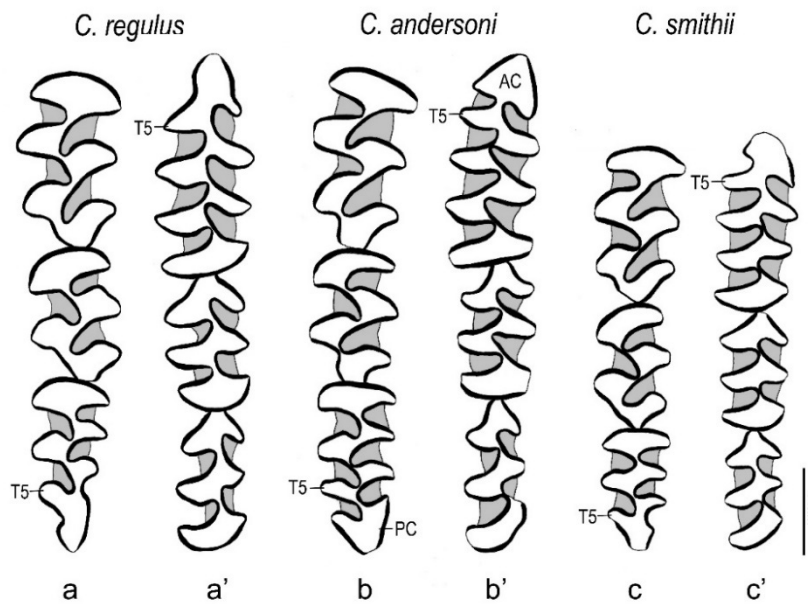 C. regulus C. andersoni C. smithii
AC
T5 T5 T5
T5 T5 PC T5
a a' b b' c c'